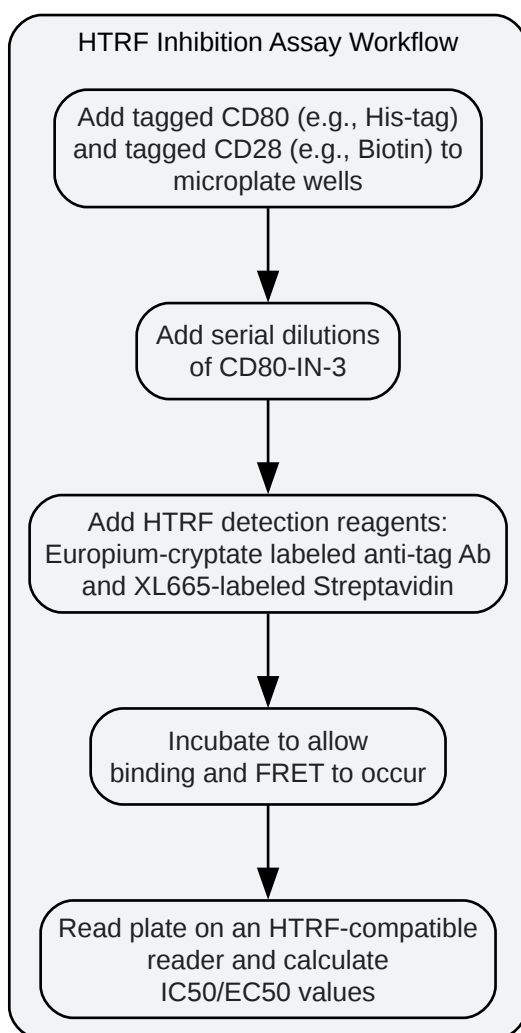 HTRF Inhibition Assay Workflow
Add tagged CD80 (e.g., His-tag)
and tagged CD28 (e.g., Biotin) to
microplate wells
Add serial dilutions
of CD80-IN-3
Add HTRF detection reagents:
Europium-cryptate labeled anti-tag Ab
and XL665-labeled Streptavidin
Incubate to allow
binding and FRET to occur
Read plate on an HTRF-compatible
reader and calculate
IC50/EC50 values